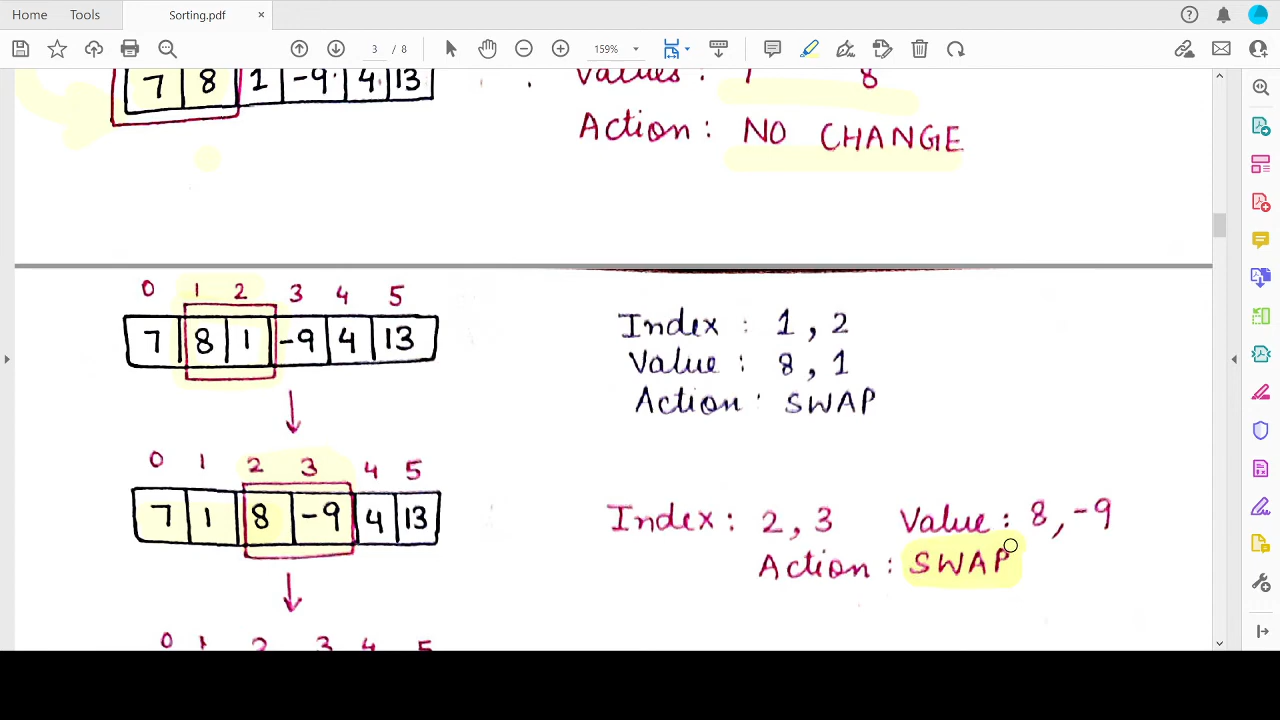 Home Tools Sorting.pdf ×
3 / 8 159%
7 8 1 -9 4 13
Values : 7 8
Action : NO CHANGE
0 1 2 3 4 5
7 8 1 -9 4 13
Index : 1 , 2
Value : 8 , 1
Action : SWAP
0 1 2 3 4 5
7 1 8 -9 4 13
Index : 2 , 3 Value : 8 , -9
Action : SWAP
0 1 2 3 4 5